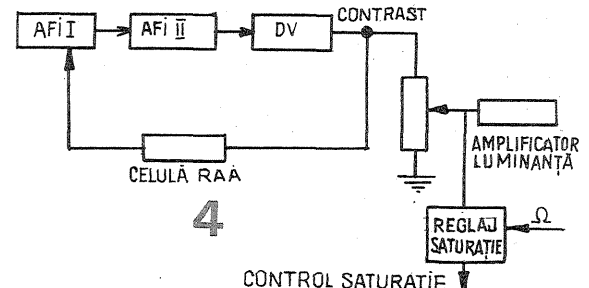 CONTRAST
AFI I
AFI II
DV
CELULĂ RAA
AMPLIFICATOR
LUMINANȚĂ
4
REGLAJ
SATURAȚIE
Ω
CONTROL SATURAȚIE